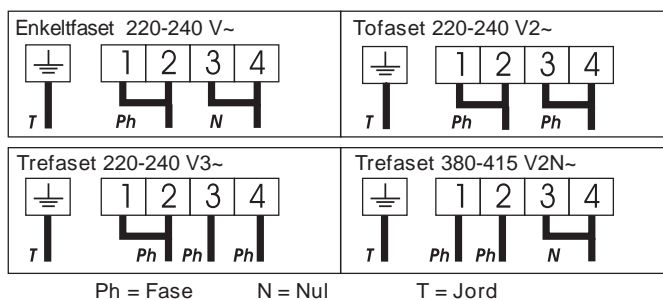 Enkeltfaset 220-240 V~
1 2 3 4
T Ph N
Tofaset 220-240 V2~
1 2 3 4
T Ph Ph
Trefaset 220-240 V3~
1 2 3 4
T Ph Ph Ph
Trefaset 380-415 V2N~
1 2 3 4
T Ph Ph N
Ph = Fase N = Nul T = Jord